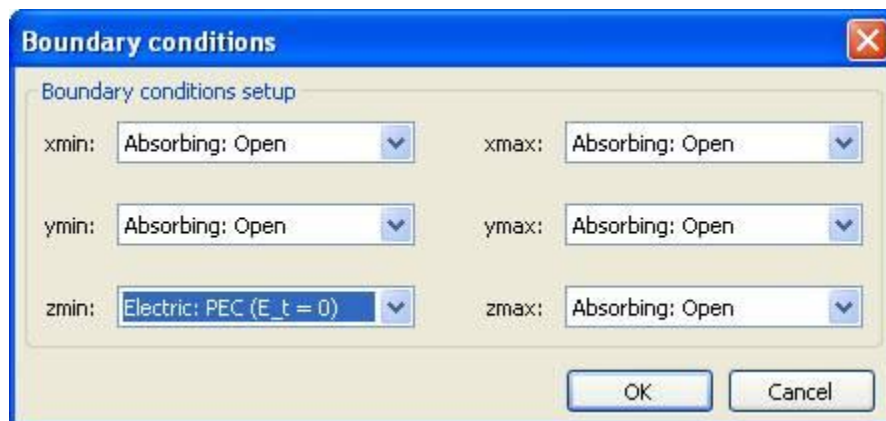 Boundary conditions
Boundary conditions setup
xmin: Absorbing: Open xmax: Absorbing: Open
ymin: Absorbing: Open ymax: Absorbing: Open
zmin: Electric: PEC (E_t = 0) zmax: Absorbing: Open
OK Cancel